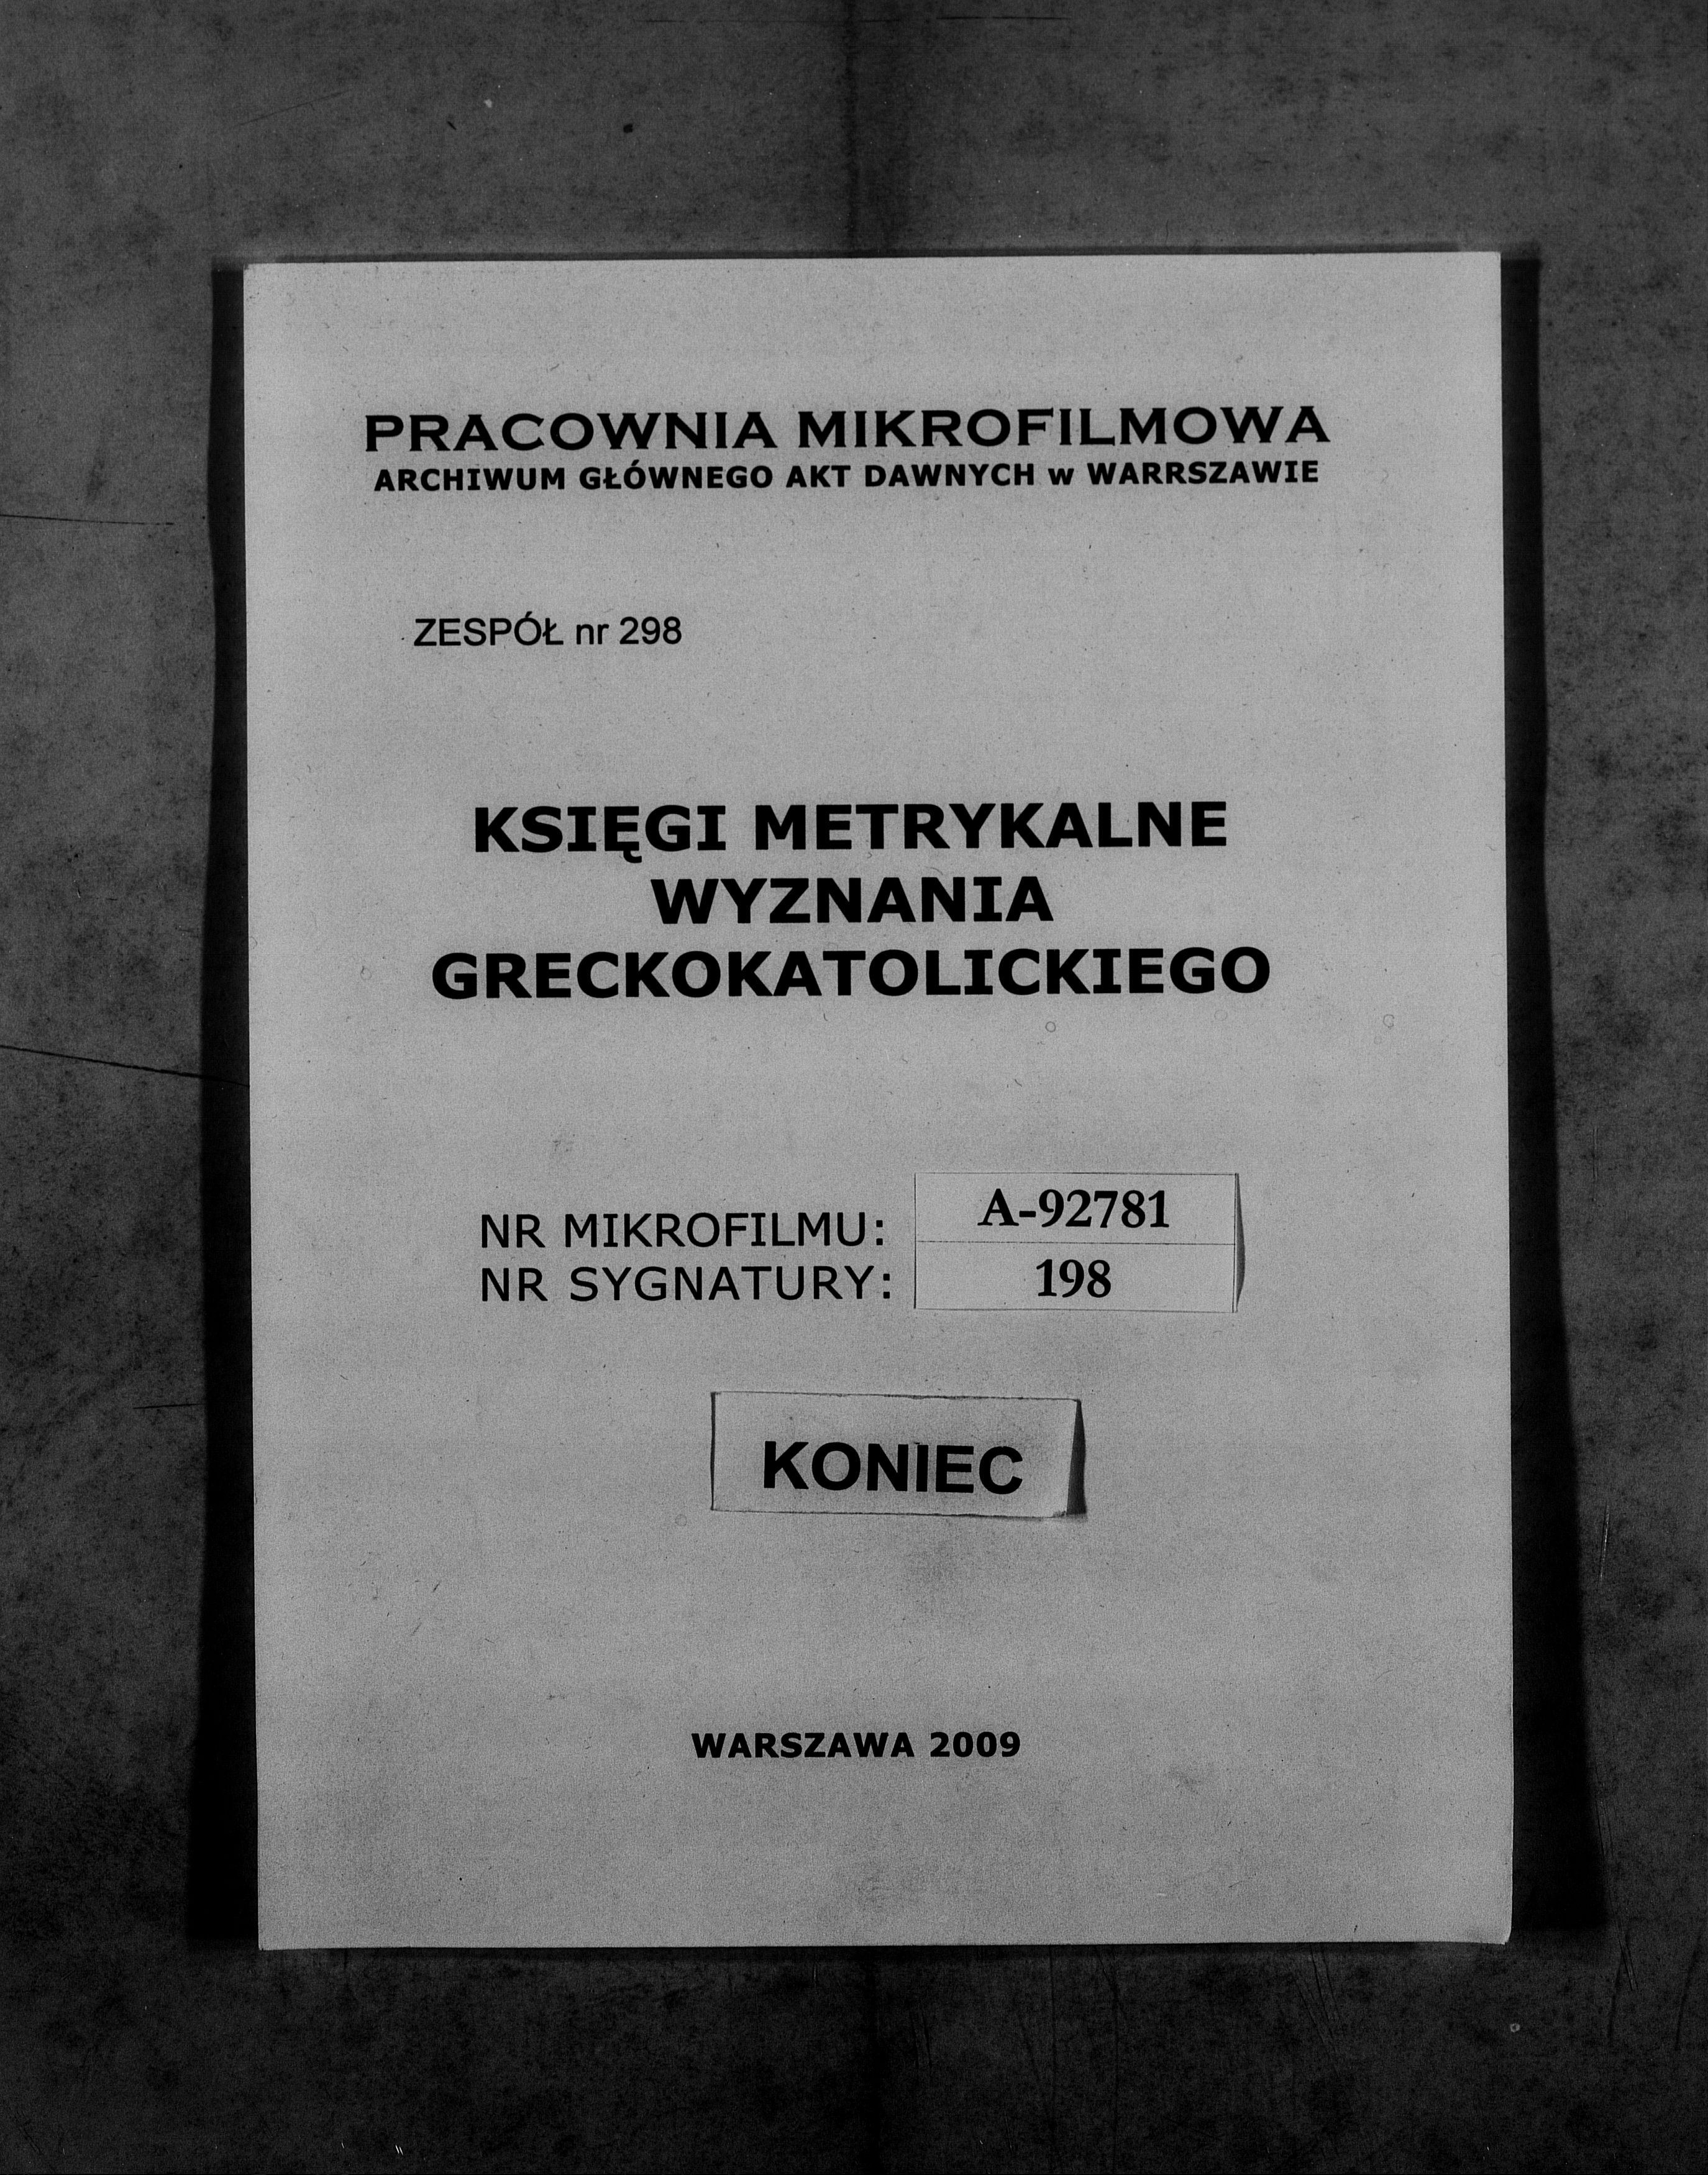 PRACOWNIA MIKROFILMOWA
ARCHIWUM GŁÓWNEGO AKT DAWNYCH w WARRSZAWIE
ZESPÓŁ nr 298
KSIĘGI METRYKALNE
WYZNANIA
GRECKOKATOLICKIEGO
NR MIKROFILMU: A-92781
NR SYGNATURY: 198
KONIEC
WARSZAWA 2009